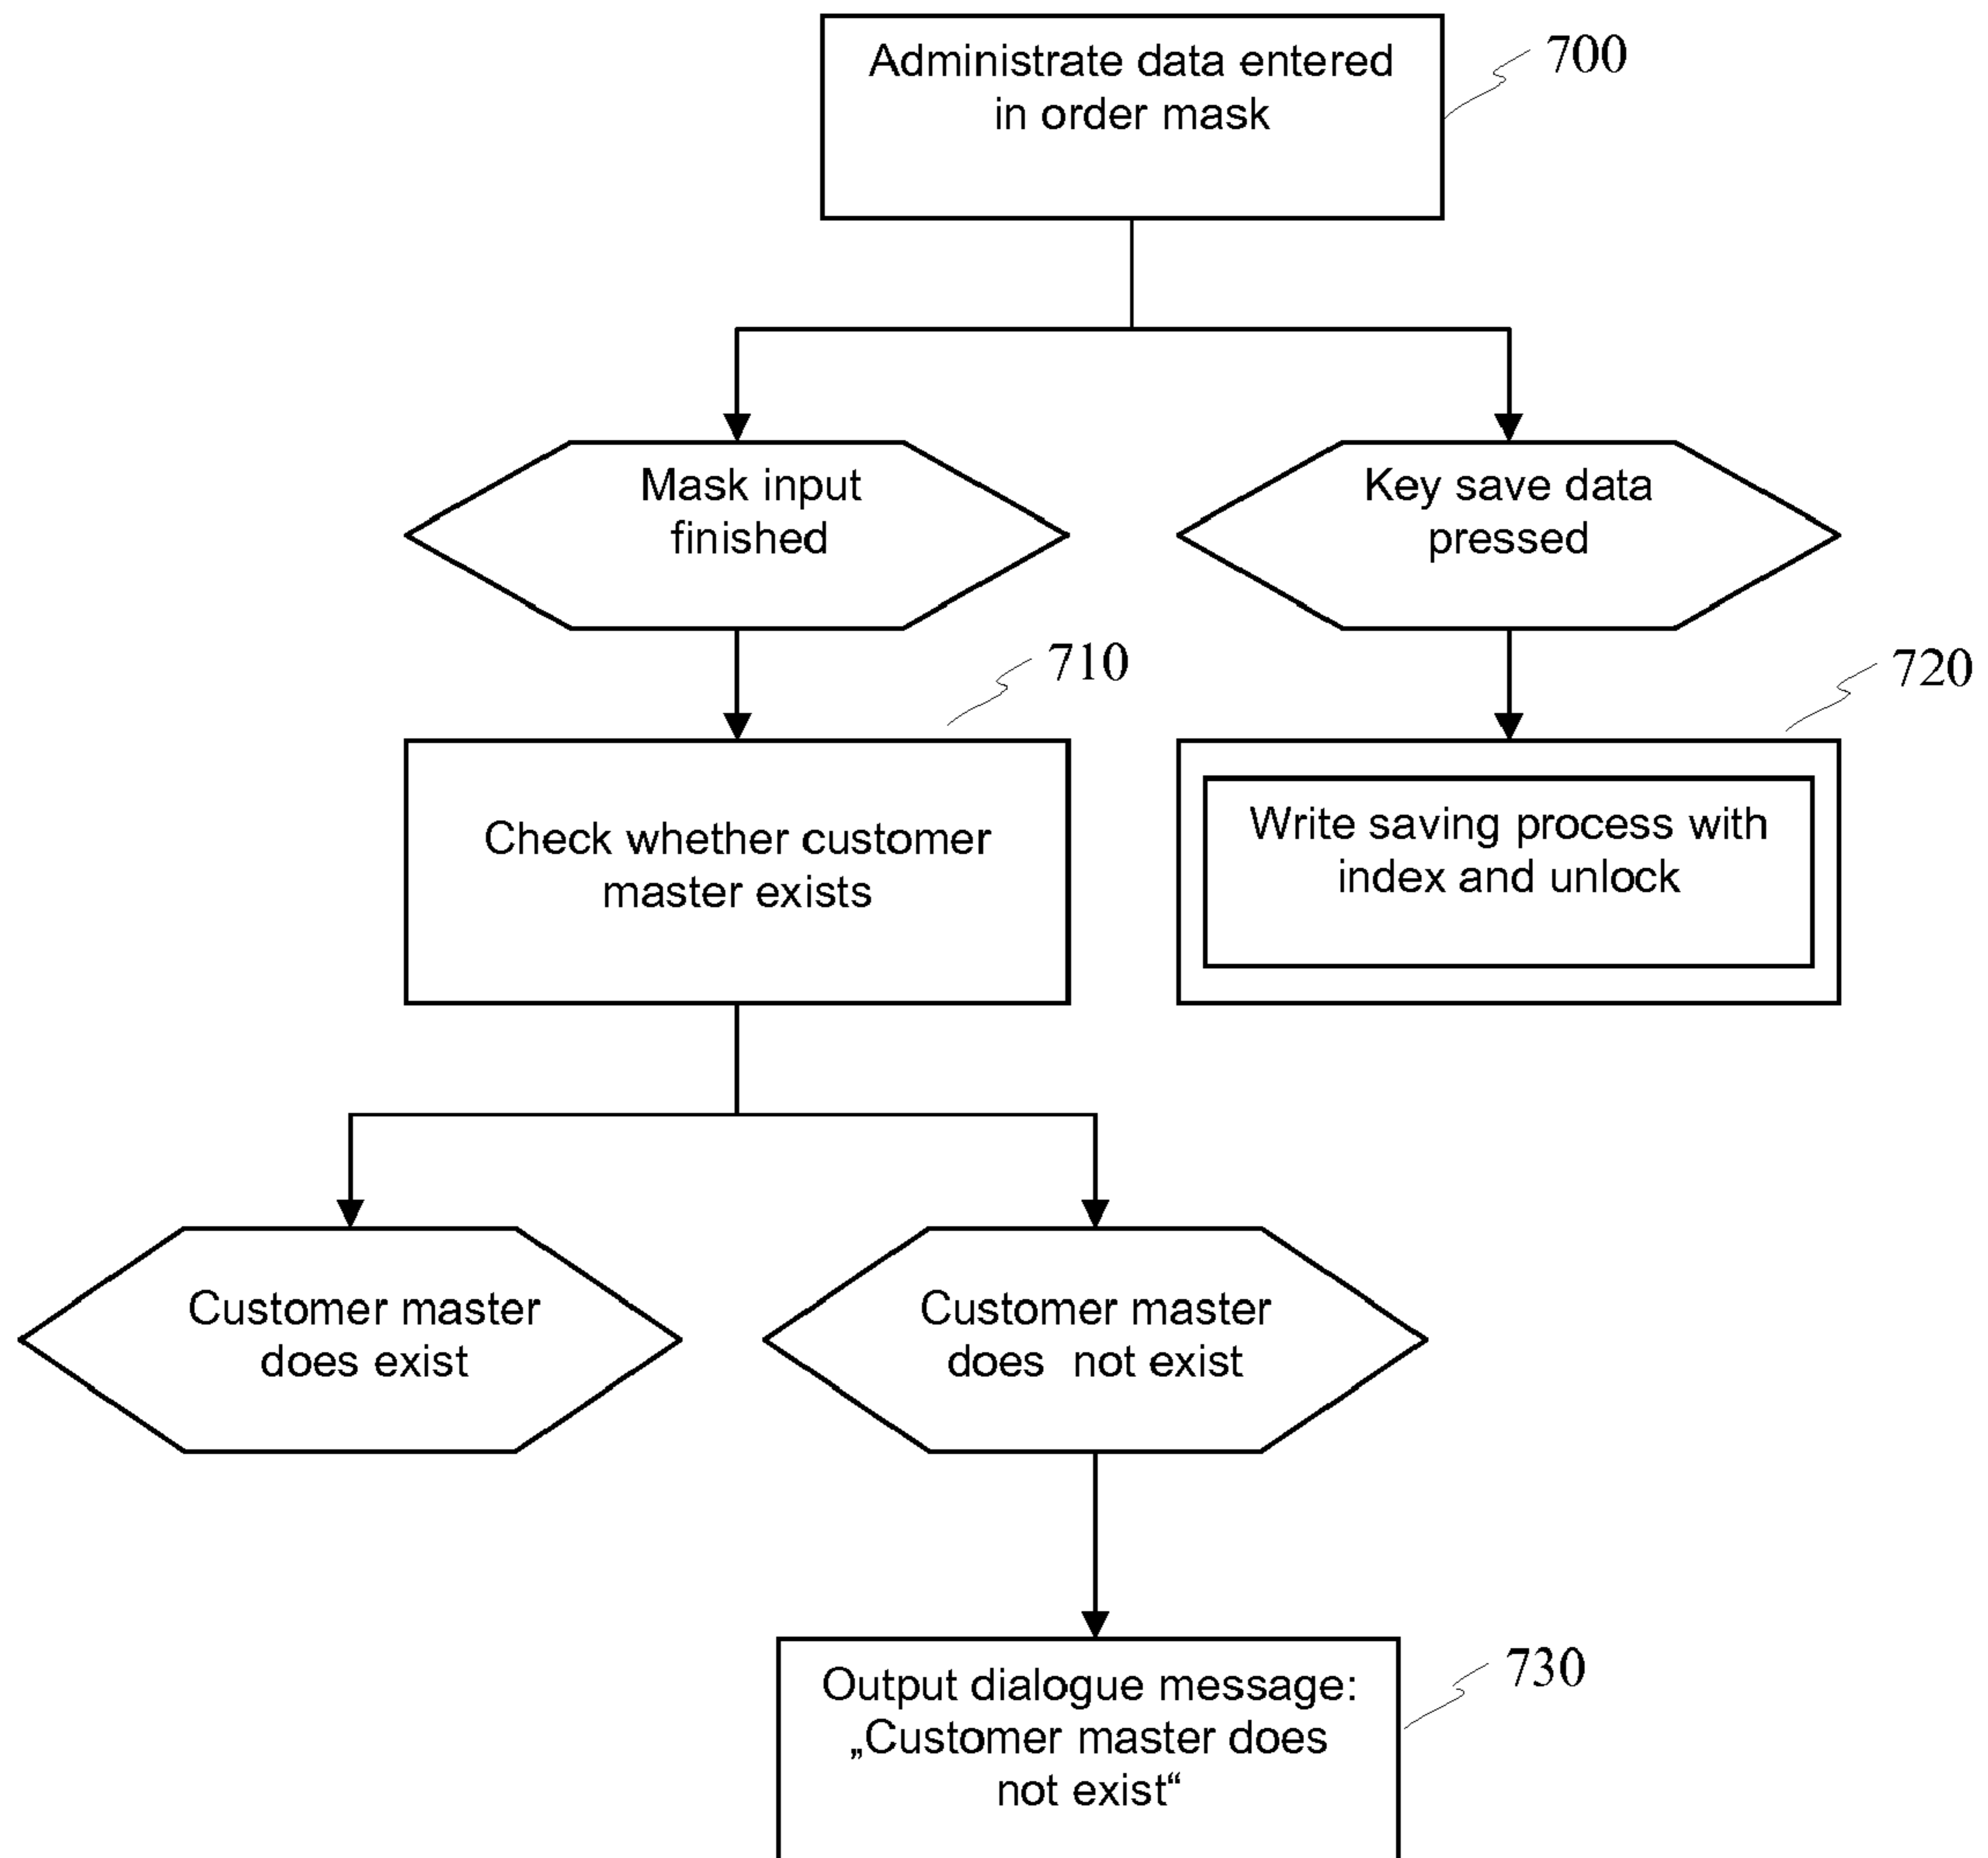 Administrate data entered
in order mask
700
Mask input
finished
Key save data
pressed
710
720
Check whether customer
master exists
Write saving process with
index and unlock
Customer master
does exist
Customer master
does  not exist
730
Output dialogue message:
„Customer master does
not exist“